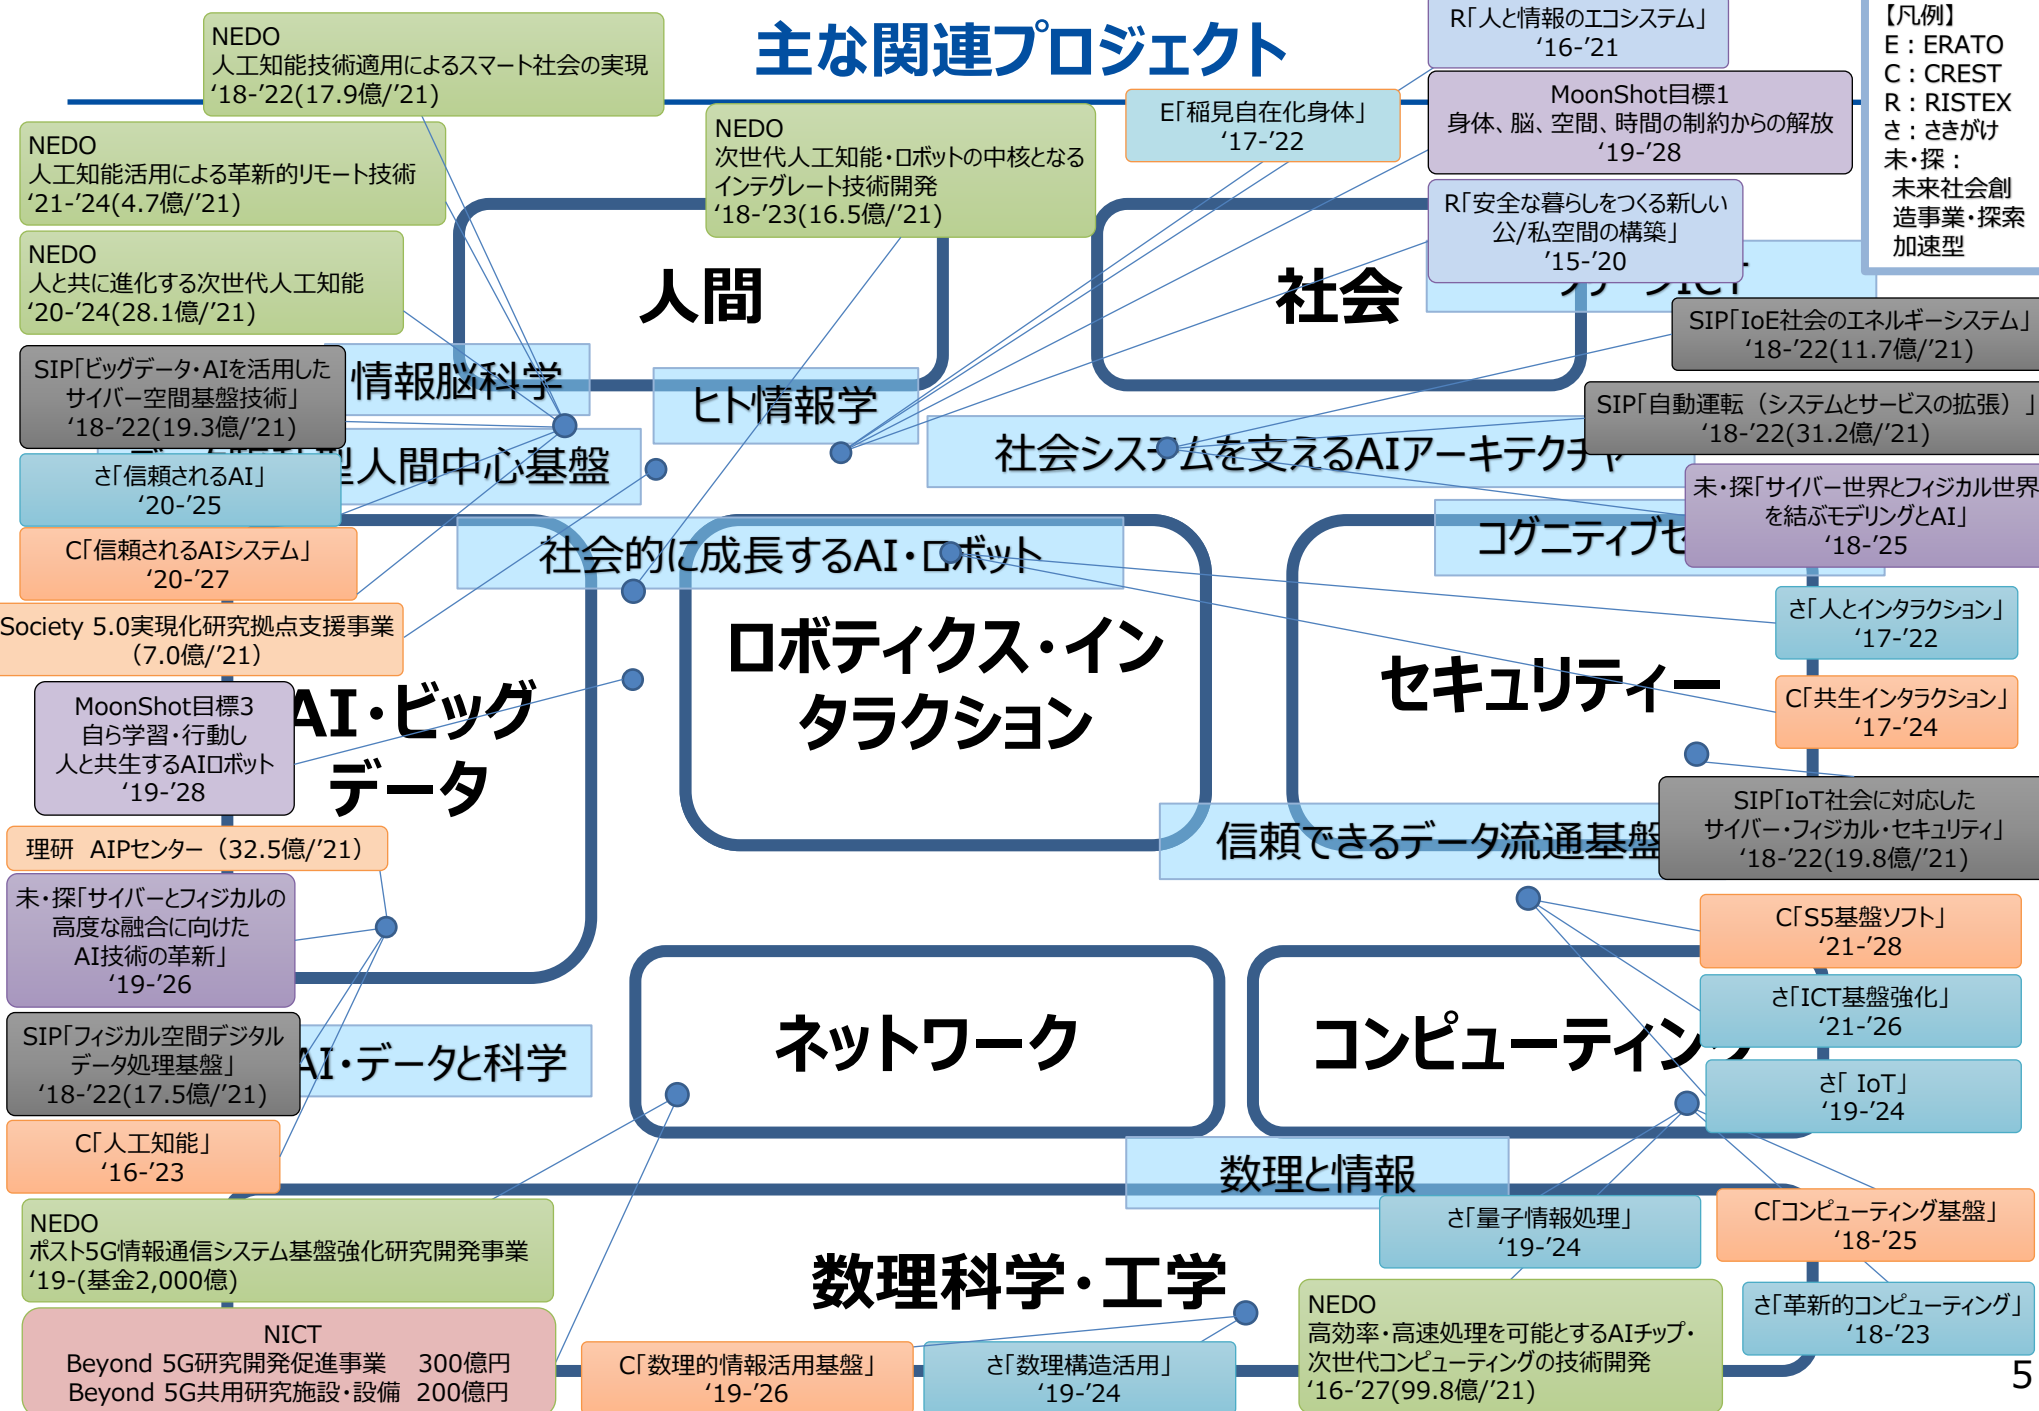 主な関連プロジェクト
NEDO
人工知能技術適用によるスマート社会の実現
‘18-’22(17.9億/’21)
NEDO
人工知能活用による革新的リモート技術
‘21-’24(4.7億/’21)
NEDO
人と共に進化する次世代人工知能
‘20-’24(28.1億/’21)
NEDO
次世代人工知能・ロボットの中核となる
インテグレート技術開発
‘18-’23(16.5億/’21)
E「稲見自在化身体」
‘17-’22
R「人と情報のエコシステム」
‘16-’21
MoonShot目標1
身体、脳、空間、時間の制約からの解放
‘19-’28
R「安全な暮らしをつくる新しい
公/私空間の構築」
’15-’20
【凡例】
E：ERATO
C：CREST
R：RISTEX
さ：さきがけ
未・探：
未来社会創
造事業・探索
加速型
人間
社会
ICT
SIP「IoE社会のエネルギーシステム」
‘18-’22(11.7億/’21)
SIP「ビッグデータ・AIを活用した
サイバー空間基盤技術」
‘18-’22(19.3億/’21)
情報脳科学
ヒト情報学
SIP「自動運転（システムとサービスの拡張）」
‘18-’22(31.2億/’21)
型人間中心基盤
社会システムを支えるAIアーキテクチャ
さ「信頼されるAI」
‘20-’25
未・探「サイバー世界とフィジカル世界
を結ぶモデリングとAI」
‘18-’25
C「信頼されるAIシステム」
‘20-’27
社会的に成長するAI・ロボット
コグニティブセ
Society 5.0実現化研究拠点支援事業
（7.0億/’21）
さ「人とインタラクション」
‘17-’22
ロボティクス・イン
タラクション
セキュリティー
MoonShot目標3
自ら学習・行動し
人と共生するAIロボット
‘19-’28
AI・ビッグ
データ
C「共生インタラクション」
‘17-’24
理研 AIPセンター（32.5億/’21）
信頼できるデータ流通基盤
SIP「IoT社会に対応した
サイバー・フィジカル・セキュリティ」
‘18-’22(19.8億/’21)
未・探「サイバーとフィジカルの
高度な融合に向けた
AI技術の革新」
‘19-’26
C「S5基盤ソフト」
‘21-’28
さ「ICT基盤強化」
‘21-’26
SIP「フィジカル空間デジタル
データ処理基盤」
‘18-’22(17.5億/’21)
AI・データと科学
ネットワーク
コンピューティング
さ「 IoT」
‘19-’24
C「人工知能」
‘16-’23
数理と情報
NEDO
ポスト5G情報通信システム基盤強化研究開発事業
‘19-(基金2,000億)
数理科学・工学
さ「量子情報処理」
‘19-’24
C「コンピューティング基盤」
‘18-’25
NICT
Beyond 5G研究開発促進事業 300億円
Beyond 5G共用研究施設・設備 200億円
C「数理的情報活用基盤」
‘19-’26
さ「数理構造活用」
‘19-’24
NEDO
高効率・高速処理を可能とするAIチップ・
次世代コンピューティングの技術開発
‘16-’27(99.8億/’21)
さ「革新的コンピューティング」
‘18-’23
5